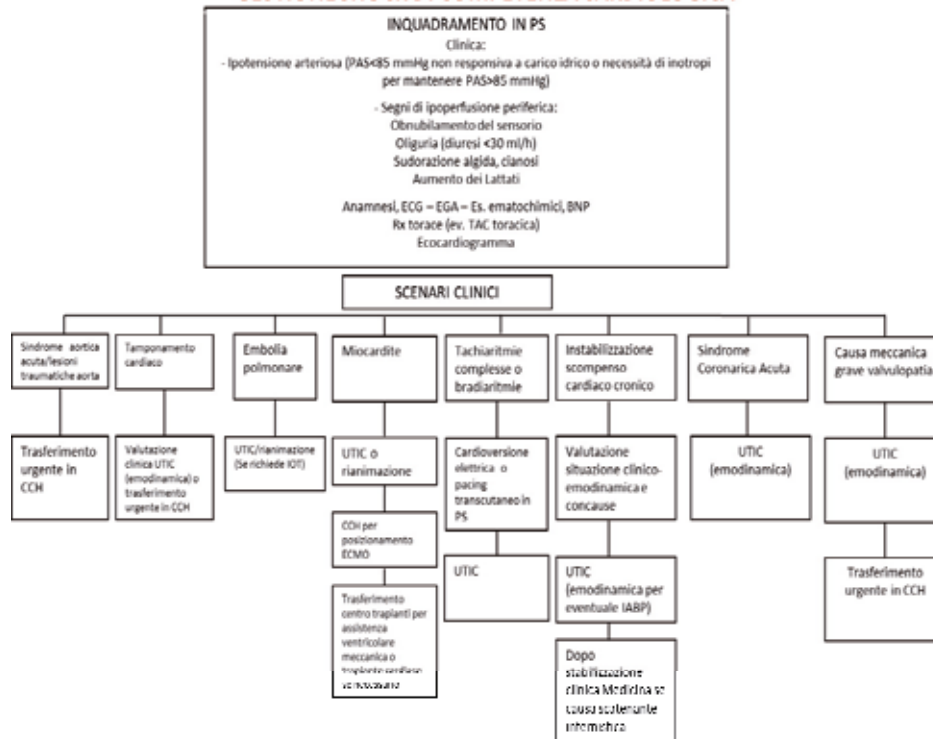 INQUADRAMENTO IN PS
Clinica:
- Ipotensione arteriosa (PAS<85 mmHg non responsiva a carico idrico o necessità di inotropi
per mantenere PAS>85 mmHg)
- Segni di ipoperfusione periferica:
Obnubilamento del sensorio
Oliguria (diuresi <30 ml/h)
Sudorazione algida, cianosi
Aumento dei Lattati
Anamnesi, ECG – EGA – Es. ematochimici, BNP
Rx torace (ev. TAC toracica)
Ecocardiogramma
SCENARI CLINICI
Sindrome aortica
acuta/lesioni
traumatiche aorta
Trasferimento
urgente in
CCH
Tamponamento
cardiaco
Valutazione
clinica UTIC
(emodinamica) o
trasferimento
urgente in CCH
Embolia
polmonare
UTIC/rianimazione
(Se richiede IOT)
Miocardite
UTIC o
rianimazione
CCH per
posizionamento
ECMO
Trasferimento
centro trapianti per
assistenza
ventricolare
meccanica o
trapianto cardiaco
se necessario
Tachiaritmie
complesse o
bradiaritmie
Cardioversione
elettrica o
pacing
transcutaneo in
PS
UTIC
Instabilizzazione
scompenso
cardiaco cronico
Valutazione
situazione clinico-
emodinamica e
concause
UTIC
(emodinamica per
eventuale IABP)
Dopo
stabilizzazione
clinica Medicina se
causa scatenante
internistica
Sindrome
Coronarica Acuta
UTIC
(emodinamica)
Causa meccanica
grave valvulopatia
UTIC
(emodinamica)
Trasferimento
urgente in CCH